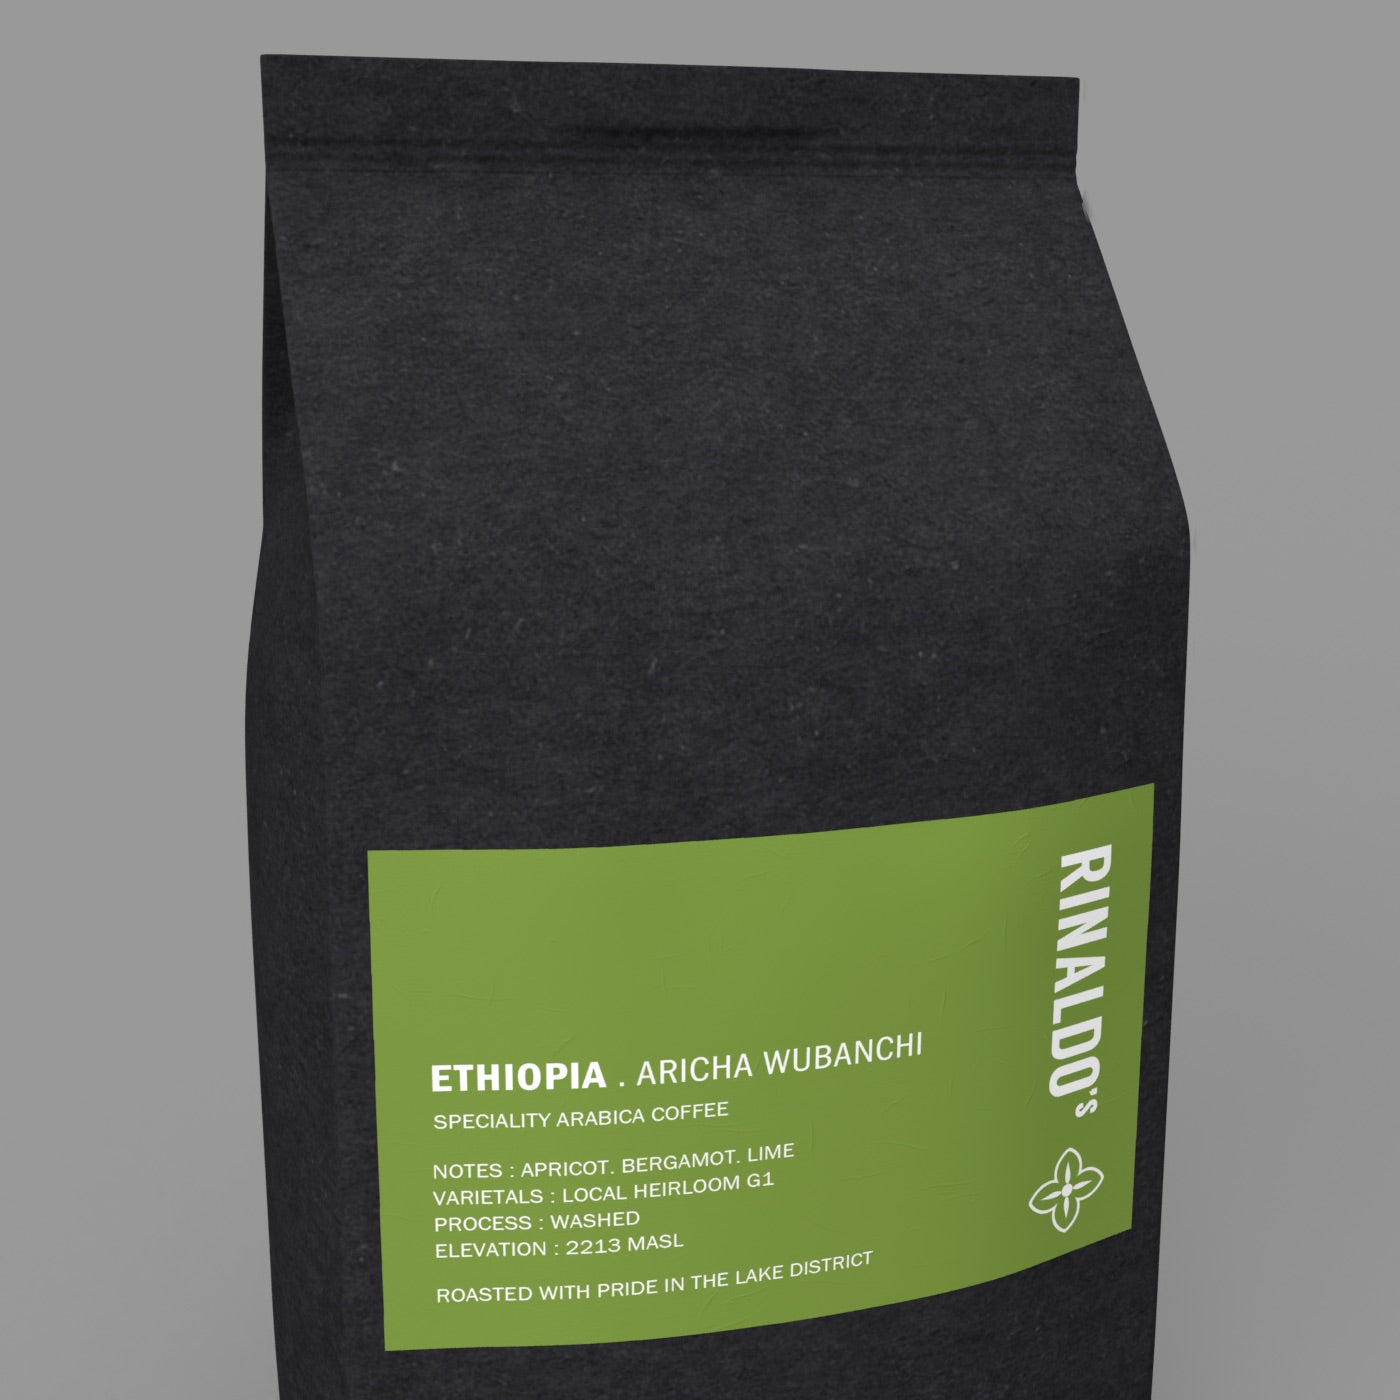 ETHIOPIA . ARICHA WUBANCHI
SPECIALITY ARABICA COFFEE
NOTES : APRICOT. BERGAMOT. LIME
VARIETALS : LOCAL HEIRLOOM G1
PROCESS : WASHED
ELEVATION : 2213 MASL
ROASTED WITH PRIDE IN THE LAKE DISTRICT
RINALDO'S